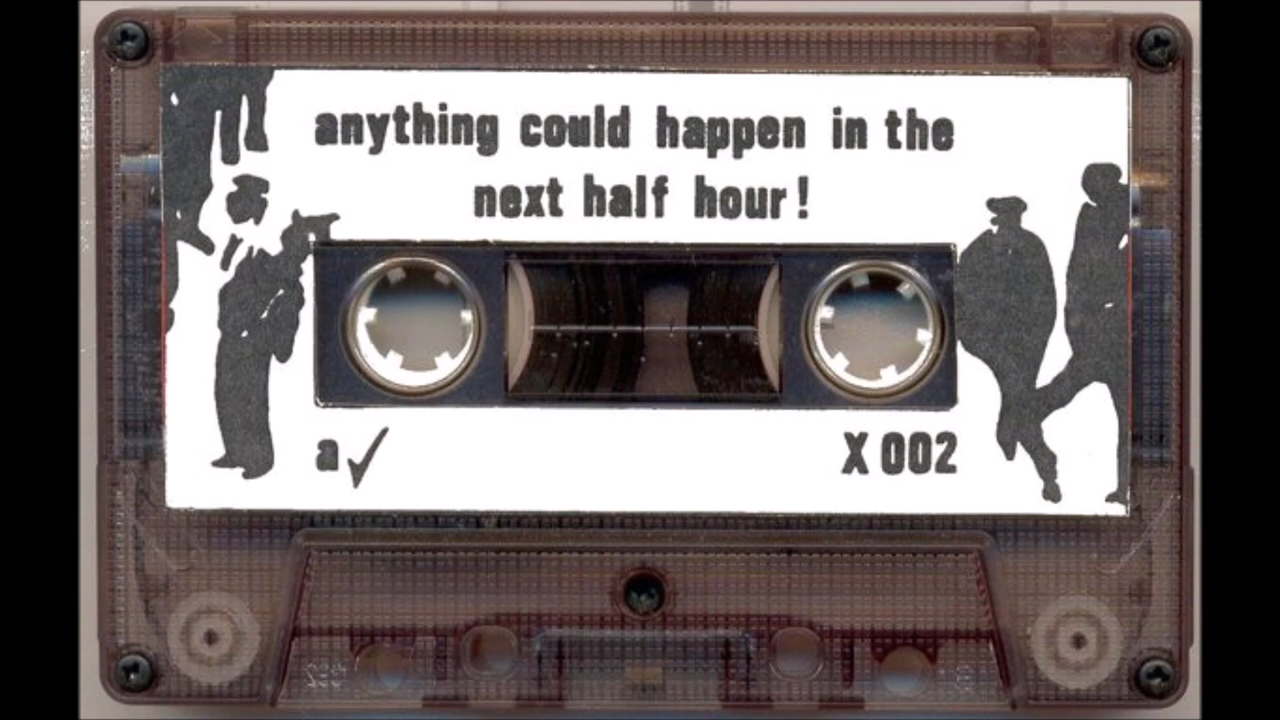 anything could happen in the
next half hour!
a✓
X 002